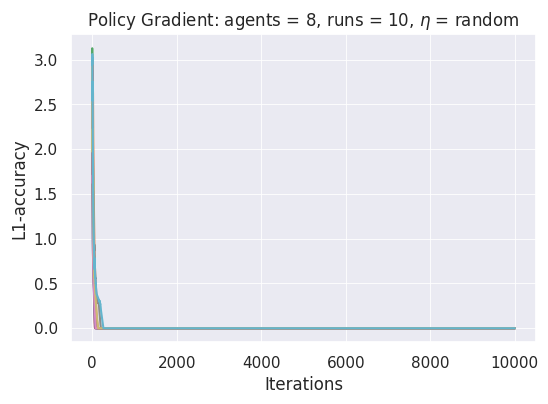 Policy Gradient: agents = 8, runs = 10, η = random
L1-accuracy
3.0
2.5
2.0
1.5
1.0
0.5
0.0
0 2000 4000 6000 8000 10000
Iterations